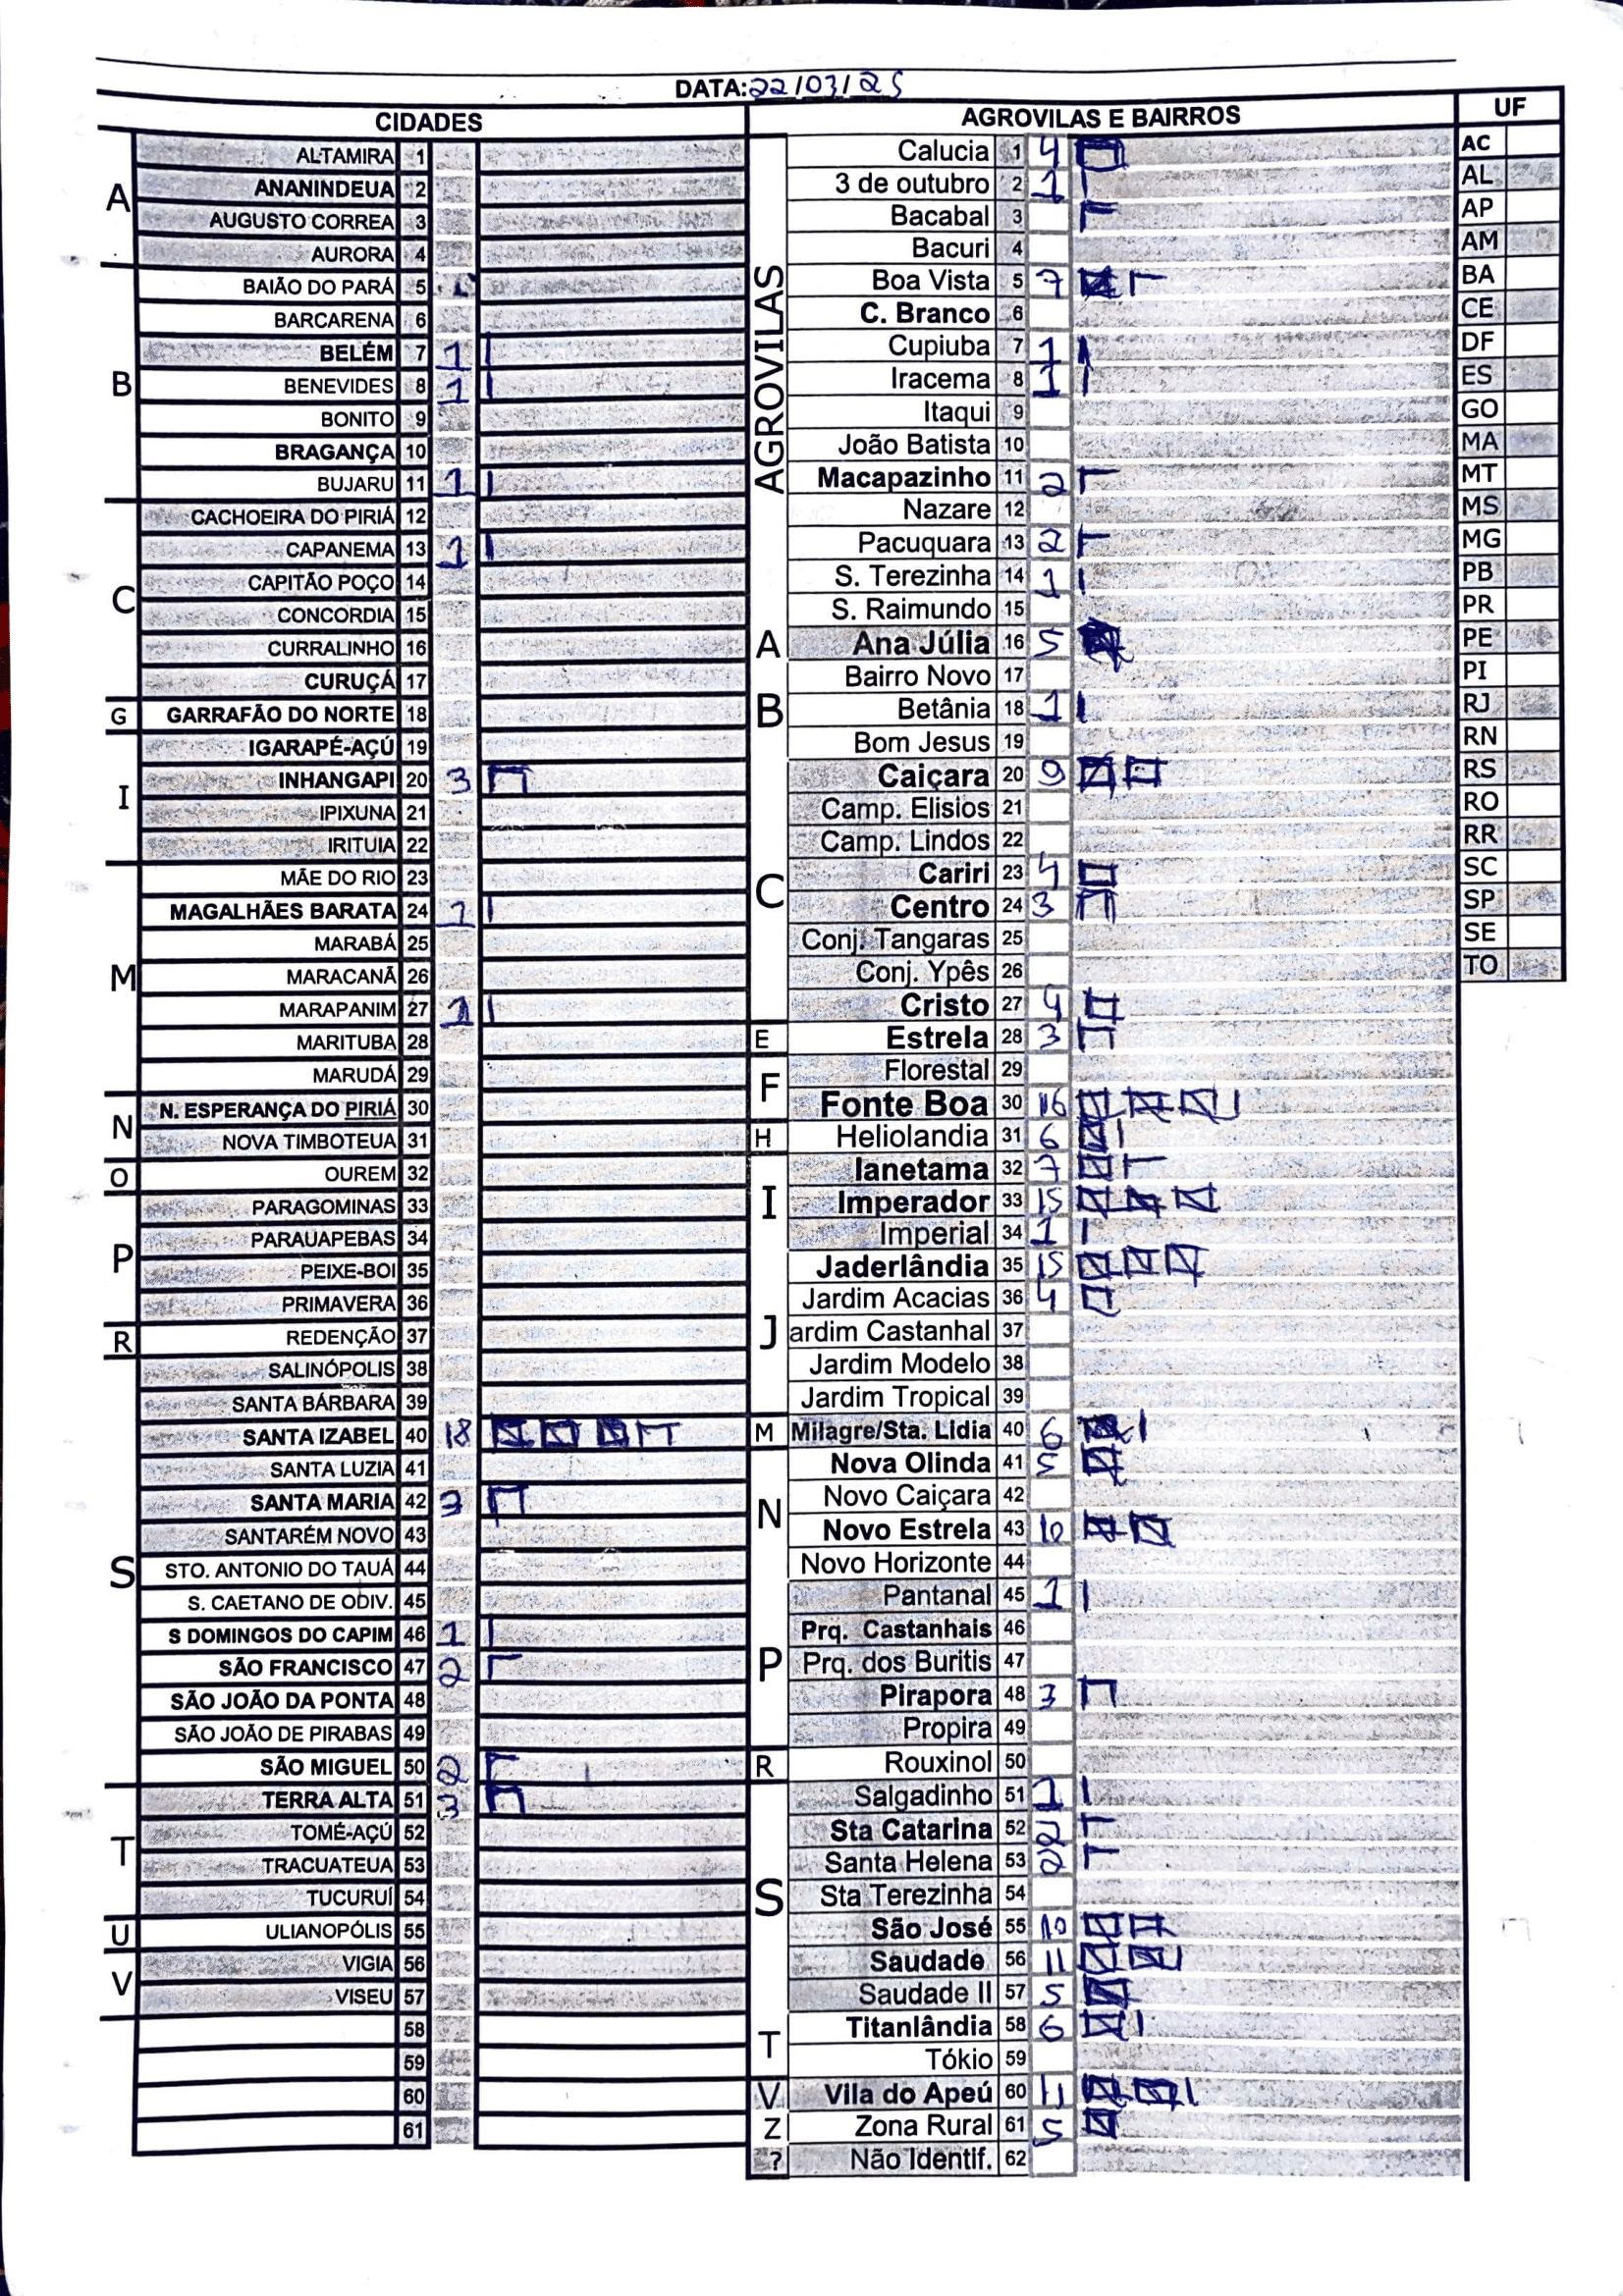 DATA:22/03/25
CIDADES
A
ALTAMIRA 1
ANANINDEUA 2
AUGUSTO CORREA 3
AURORA 4
B
BAIÃO DO PARÁ 5
BARCARENA 6
BELÉM 7 1
BENEVIDES 8 1
BONITO 9
BRAGANÇA 10
BUJARU 11 1
C
CACHOEIRA DO PIRIÁ 12
CAPANEMA 13 1
CAPITÃO POÇO 14
CONCORDIA 15
CURRALINHO 16
CURUÇÁ 17
G
GARRAFÃO DO NORTE 18
I
IGARAPÉ-AÇÚ 19
INHANGAPI 20 3
IPIXUNA 21
IRITUIA 22
M
MÃE DO RIO 23
MAGALHÃES BARATA 24 1
MARABÁ 25
MARACANÃ 26
MARAPANIM 27 1
MARITUBA 28
MARUDÁ 29
N
N. ESPERANÇA DO PIRIÁ 30
NOVA TIMBOTEUA 31
O
OUREM 32
P
PARAGOMINAS 33
PARAUAPEBAS 34
PEIXE-BOI 35
PRIMAVERA 36
R
REDENÇÃO 37
S
SALINÓPOLIS 38
SANTA BÁRBARA 39
SANTA IZABEL 40 18
SANTA LUZIA 41
SANTA MARIA 42 3
SANTARÉM NOVO 43
STO. ANTONIO DO TAUÁ 44
S. CAETANO DE ODIV. 45
S DOMINGOS DO CAPIM 46 1
SÃO FRANCISCO 47 2
SÃO JOÃO DA PONTA 48
SÃO JOÃO DE PIRABAS 49
SÃO MIGUEL 50 2
T
TERRA ALTA 51 3
TOMÉ-AÇÚ 52
TRACUATEUA 53
TUCURUÍ 54
U
ULIANOPÓLIS 55
V
VIGIA 56
VISEU 57
58
59
60
61
AGROVILAS E BAIRROS
AGROVILAS
Calucia 1 4
3 de outubro 2 1
Bacabal 3
Bacuri 4
Boa Vista 5 7
C. Branco 6
Cupiuba 7 1
Iracema 8 1
Itaqui 9
João Batista 10
Macapazinho 11 2
Nazare 12
Pacuquara 13 2
S. Terezinha 14 1
S. Raimundo 15
A
Ana Júlia 16 5
B
Bairro Novo 17
Betânia 18 1
Bom Jesus 19
C
Caiçara 20 9
Camp. Elisios 21
Camp. Lindos 22
Cariri 23 4
Centro 24 3
Conj. Tangaras 25
Conj. Ypês 26
Cristo 27 4
E
Estrela 28 3
F
Florestal 29
Fonte Boa 30 16
H
Heliolandia 31 6
I
Ianetama 32 7
Imperador 33 15
Imperial 34 1
J
Jaderlândia 35 15
Jardim Acacias 36 4
ardim Castanhal 37
Jardim Modelo 38
Jardim Tropical 39
M
Milagre/Sta. Lidia 40 6
N
Nova Olinda 41 5
Novo Caiçara 42
Novo Estrela 43 10
Novo Horizonte 44
P
Pantanal 45 1
Prq. Castanhais 46
Prq. dos Buritis 47
Pirapora 48 3
Propira 49
R
Rouxinol 50
S
Salgadinho 51 1
Sta Catarina 52 2
Santa Helena 53 2
Sta Terezinha 54
São José 55 10
Saudade 56 11
Saudade II 57 5
T
Titanlândia 58 6
Tókio 59
V
Vila do Apeú 60 11
Z
Zona Rural 61 5
?
Não Identif. 62
UF
AC
AL
AP
AM
BA
CE
DF
ES
GO
MA
MT
MS
MG
PB
PR
PE
PI
RJ
RN
RS
RO
RR
SC
SP
SE
TO